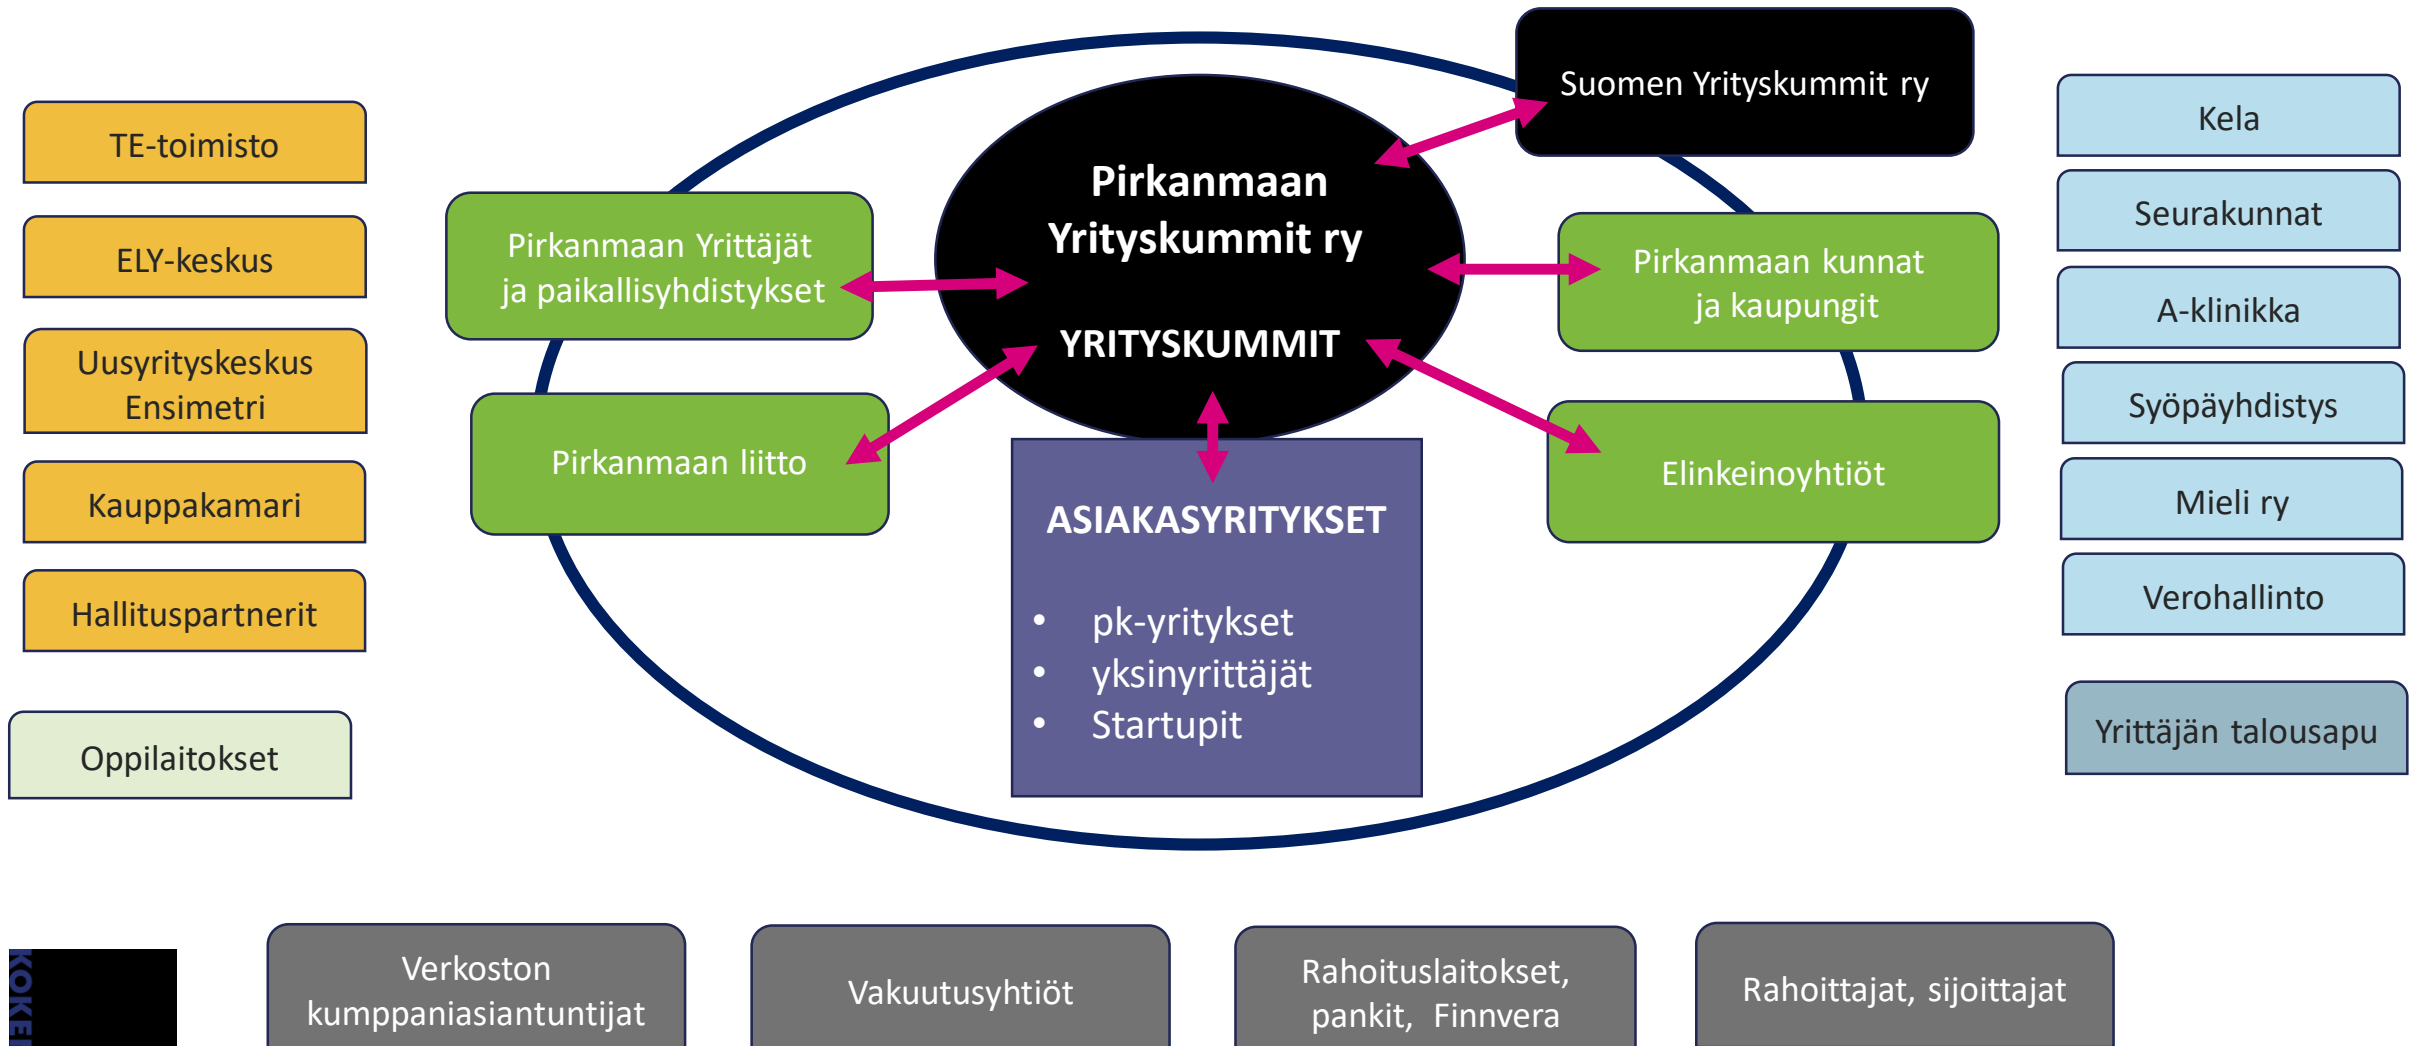 Suomen Yrityskummit ry
TE-toimisto
ELY-keskus
Uusyrityskeskus
Ensimetri
Kauppakamari
Hallituspartnerit
Oppilaitokset
Pirkanmaan Yrittäjät
ja paikallisyhdistykset
Pirkanmaan liitto
Pirkanmaan
Yrityskummit ry
YRITYSKUMMIT
ASIAKASYRITYKSET
• pk-yritykset
• yksinyrittäjät
• Startupit
Pirkanmaan kunnat
ja kaupungit
Elinkeinoyhtiöt
Kela
Seurakunnat
A-klinikka
Syöpäyhdistys
Mieli ry
Verohallinto
Yrittäjän talousapu
Verkoston
kumppaniasiantuntijat
Vakuutusyhtiöt
Rahoituslaitokset,
pankit, Finnvera
Rahoittajat, sijoittajat